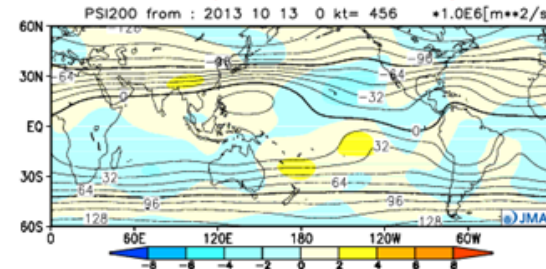 PSI200 from : 2013 10 13 0 kt= 456 *1.0E6[m**2/s
60N
30N
EQ
30S
60S
-128
-96
-96
-64
-64
-32
0
0
32
32
64
64
96
96
128
-128
JMA
0 60E 120E 180 120W 60W
-8 -6 -4 -2 0 2 4 6 8